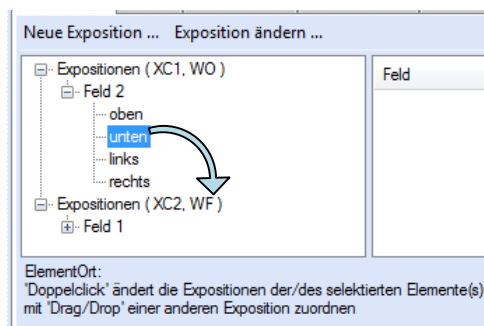 Neue Exposition ... Exposition ändern ...
Expositionen ( XC1, WO )
Feld 2
oben
unten
links
rechts
Expositionen ( XC2, WF )
Feld 1
Feld
ElementOrt:
'Doppelclick' ändert die Expositionen der/des selektierten Elemente(s)
mit 'Drag/Drop' einer anderen Exposition zuordnen